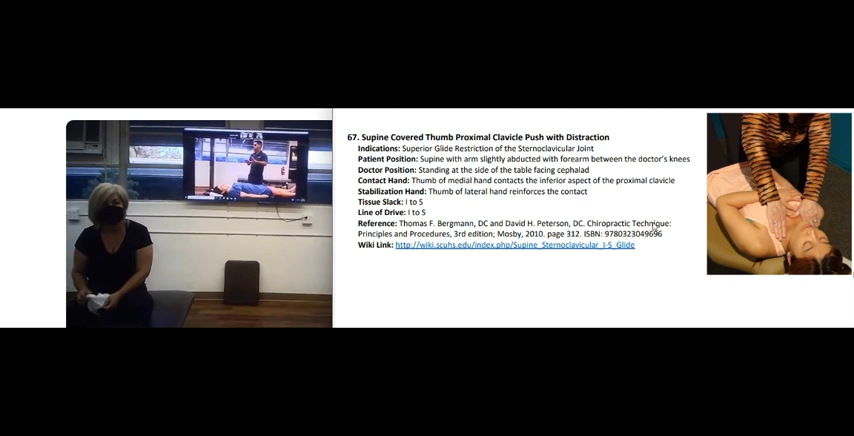 67. Supine Covered Thumb Proximal Clavicle Push with Distraction
Indications: Superior Glide Restriction of the Sternoclavicular Joint
Patient Position: Supine with arm slightly abducted with forearm between the doctor's knees
Doctor Position: Standing at the side of the table facing cephalad
Contact Hand: Thumb of medial hand contacts the inferior aspect of the proximal clavicle
Stabilization Hand: Thumb of lateral hand reinforces the contact
Tissue Slack: I to S
Line of Drive: I to S
Reference: Thomas F. Bergmann, DC and David H. Peterson, DC. Chiropractic Technique:
Principles and Procedures, 3rd edition; Mosby, 2010. page 312. ISBN: 9780323049696
Wiki Link: http://wiki.scuhs.edu/index.php/Supine_Sternoclavicular_I-S_Glide